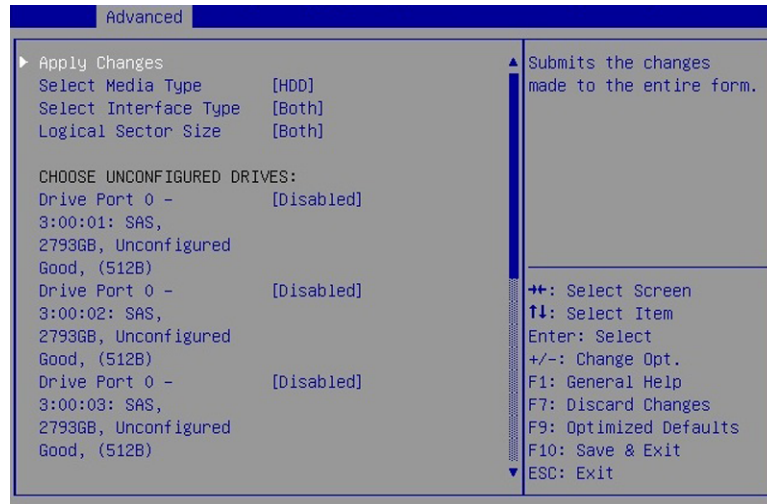 Advanced
Apply Changes
Select Media Type [HDD]
Select Interface Type [Both]
Logical Sector Size [Both]
CHOOSE UNCONFIGURED DRIVES:
Drive Port 0 - [Disabled]
3:00:01: SAS,
2793GB, Unconfigured
Good, (512B)
Drive Port 0 - [Disabled]
3:00:02: SAS,
2793GB, Unconfigured
Good, (512B)
Drive Port 0 - [Disabled]
3:00:03: SAS,
2793GB, Unconfigured
Good, (512B)
Submits the changes
made to the entire form.
→←: Select Screen
↑↓: Select Item
Enter: Select
+/-: Change Opt.
F1: General Help
F7: Discard Changes
F9: Optimized Defaults
F10: Save & Exit
ESC: Exit